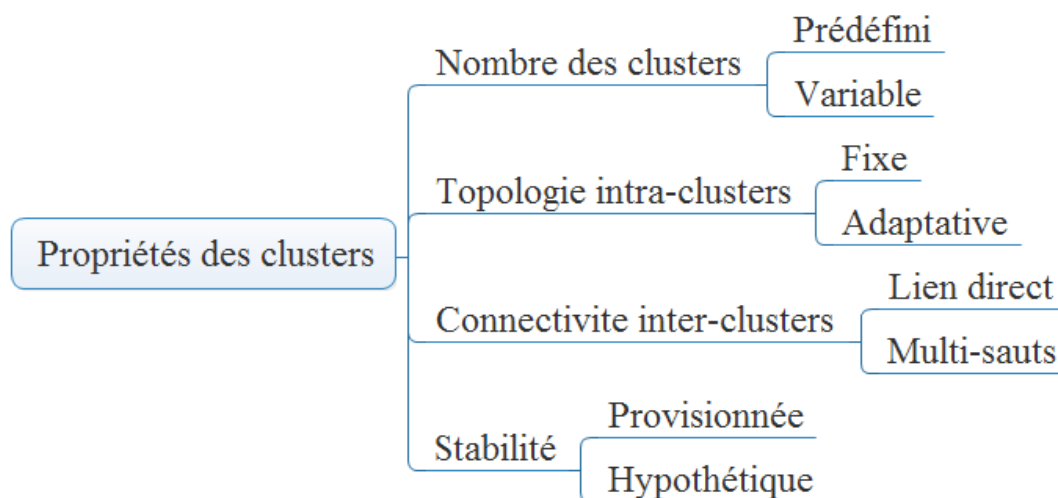 Propriétés des clusters
Nombre des clusters
Prédéfini
Variable
Topologie intra-clusters
Fixe
Adaptative
Connectivite inter-clusters
Lien direct
Multi-sauts
Stabilité
Provisionnée
Hypothétique